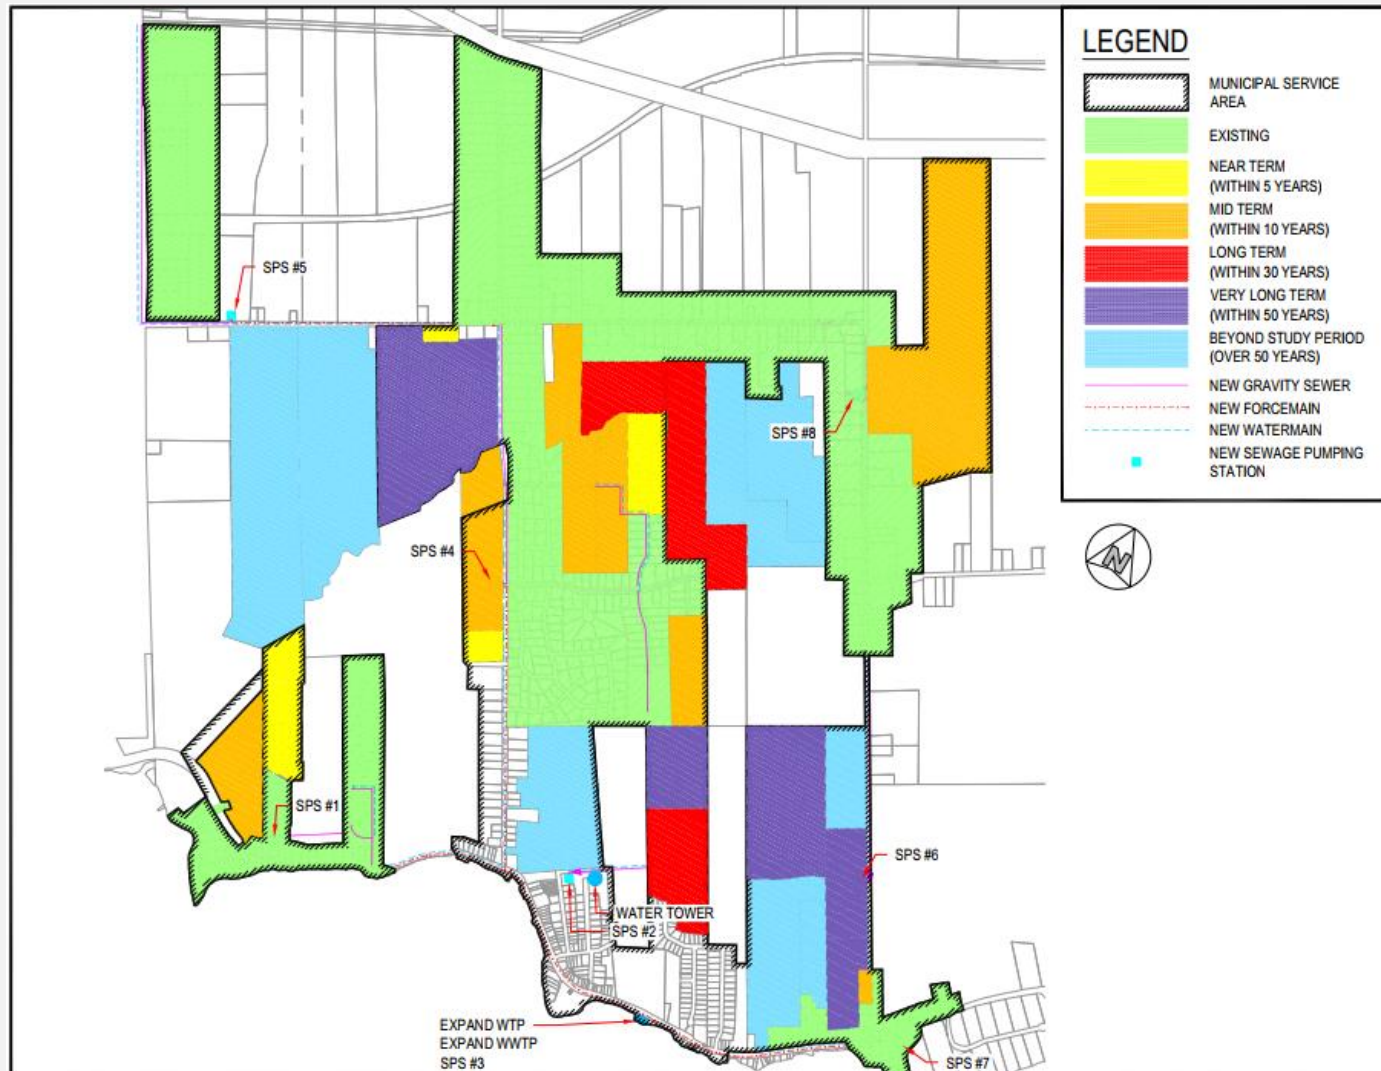 LEGEND
MUNICIPAL SERVICE
AREA
EXISTING
NEAR TERM
(WITHIN 5 YEARS)
MID TERM
(WITHIN 10 YEARS)
LONG TERM
(WITHIN 30 YEARS)
VERY LONG TERM
(WITHIN 50 YEARS)
BEYOND STUDY PERIOD
(OVER 50 YEARS)
NEW GRAVITY SEWER
NEW FORCEMAIN
NEW WATERMAIN
NEW SEWAGE PUMPING
STATION
N
SPS #5
SPS #8
SPS #4
SPS #1
SPS #6
WATER TOWER
SPS #2
EXPAND WTP
EXPAND WWTP
SPS #3
SPS #7